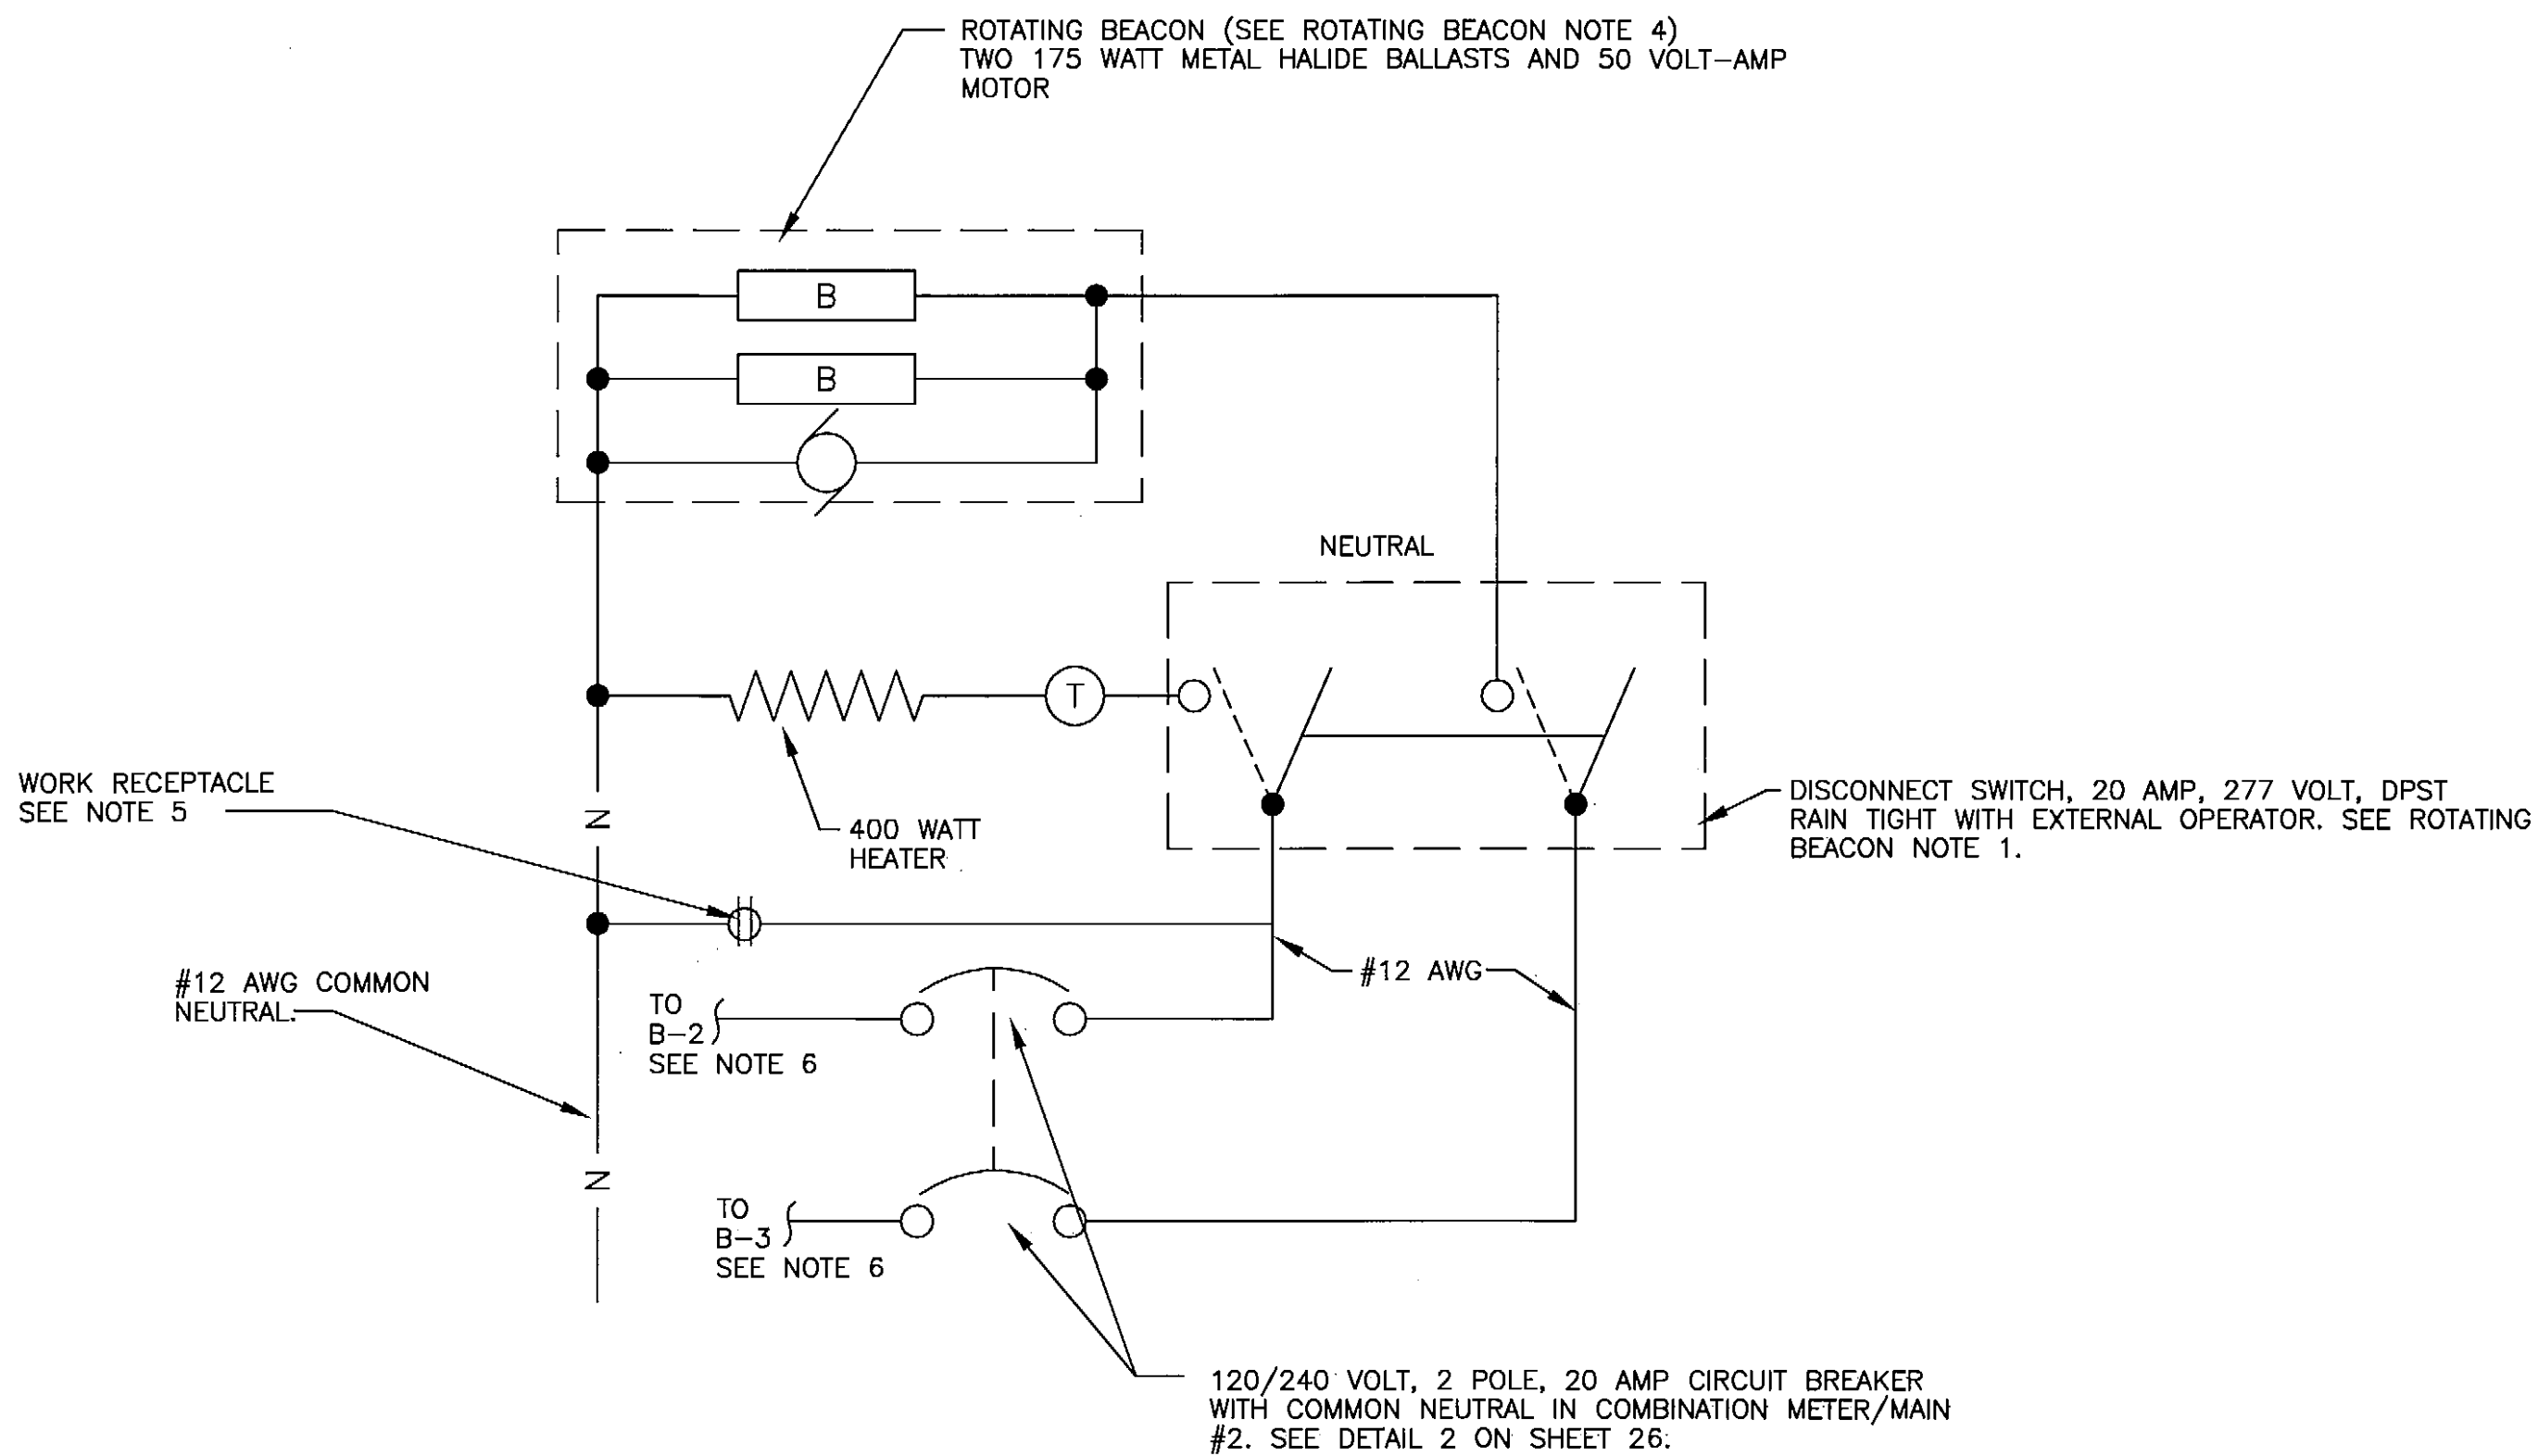 ROTATING BEACON (SEE ROTATING BEACON NOTE 4)
TWO 175 WATT METAL HALIDE BALLASTS AND 50 VOLT-AMP
MOTOR
B
B
NEUTRAL
T
WORK RECEPTACLE
SEE NOTE 5
N
400 WATT
HEATER
DISCONNECT SWITCH, 20 AMP, 277 VOLT, DPST
RAIN TIGHT WITH EXTERNAL OPERATOR. SEE ROTATING
BEACON NOTE 1.
#12 AWG COMMON
NEUTRAL.
#12 AWG
TO
B-2
SEE NOTE 6
N
TO
B-3
SEE NOTE 6
120/240 VOLT, 2 POLE, 20 AMP CIRCUIT BREAKER
WITH COMMON NEUTRAL IN COMBINATION METER/MAIN
#2. SEE DETAIL 2 ON SHEET 26.